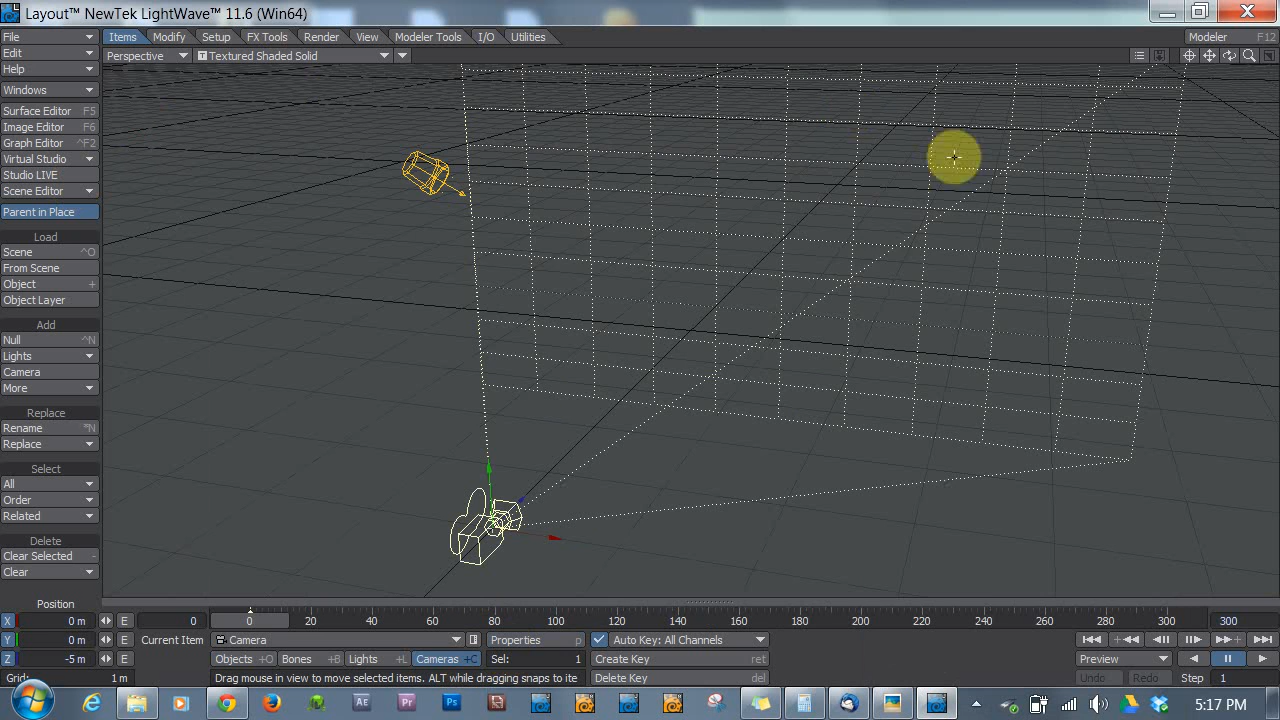 Layout™ NewTek LightWave™ 11.6 (Win64)
File Items Modify Setup FX Tools Render View Modeler Tools I/O Utilities Modeler F12
Edit Perspective T Textured Shaded Solid
Help
Windows
Surface Editor F5
Image Editor F6
Graph Editor ^F2
Virtual Studio
Studio LIVE
Scene Editor
Parent in Place
Load
Scene ^O
From Scene
Object +
Object Layer
Add
Null ^N
Lights
Camera
More
Replace
Rename
Replace
Select
All
Order
Related
Delete
Clear Selected -
Clear
Position
X 0 m E 0 0 20 40 60 80 100 120 140 160 180 200 220 240 260 280 300 300
Y 0 m E Current Item Camera Properties p Auto Key: All Channels
Z -5 m E Objects +O Bones +B Lights +L Cameras +C Sel: 1 Create Key ret Preview
Grid: 1 m Drag mouse in view to move selected items. ALT while dragging snaps to ite Delete Key del Undo Redo Step 1
Ae Pr Ps 5:17 PM